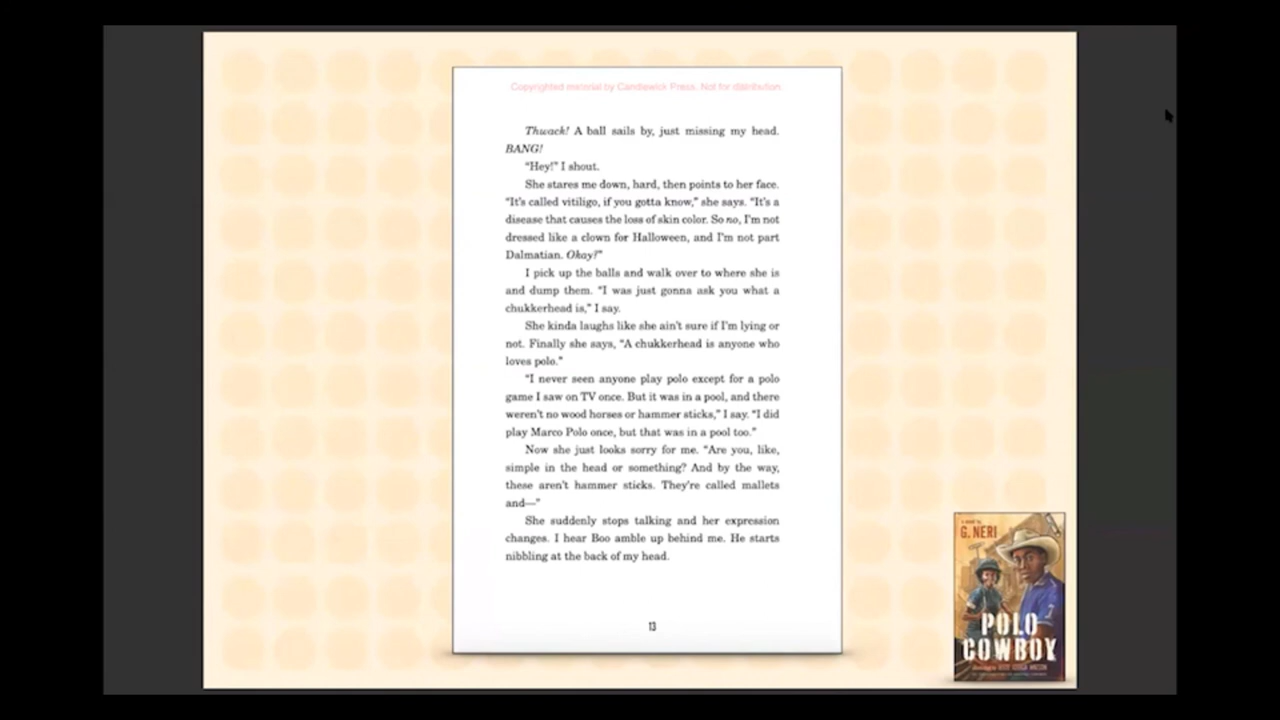 Copyrighted material by Candlewick Press. Not for distribution.
Thwack! A ball sails by, just missing my head.
BANG!
“Hey!” I shout.
She stares me down, hard, then points to her face.
“It’s called vitiligo, if you gotta know,” she says. “It’s a
disease that causes the loss of skin color. So no, I’m not
dressed like a clown for Halloween, and I’m not part
Dalmatian. Okay?”
I pick up the balls and walk over to where she is
and dump them. “I was just gonna ask you what a
chukkerhead is,” I say.
She kinda laughs like she ain’t sure if I’m lying or
not. Finally she says, “A chukkerhead is anyone who
loves polo.”
“I never seen anyone play polo except for a polo
game I saw on TV once. But it was in a pool, and there
weren’t no wood horses or hammer sticks,” I say. “I did
play Marco Polo once, but that was in a pool too.”
Now she just looks sorry for me. “Are you, like,
simple in the head or something? And by the way,
these aren’t hammer sticks. They’re called mallets
and—”
She suddenly stops talking and her expression
changes. I hear Boo amble up behind me. He starts
nibbling at the back of my head.
13
G. NERI
POLO
COWBOY